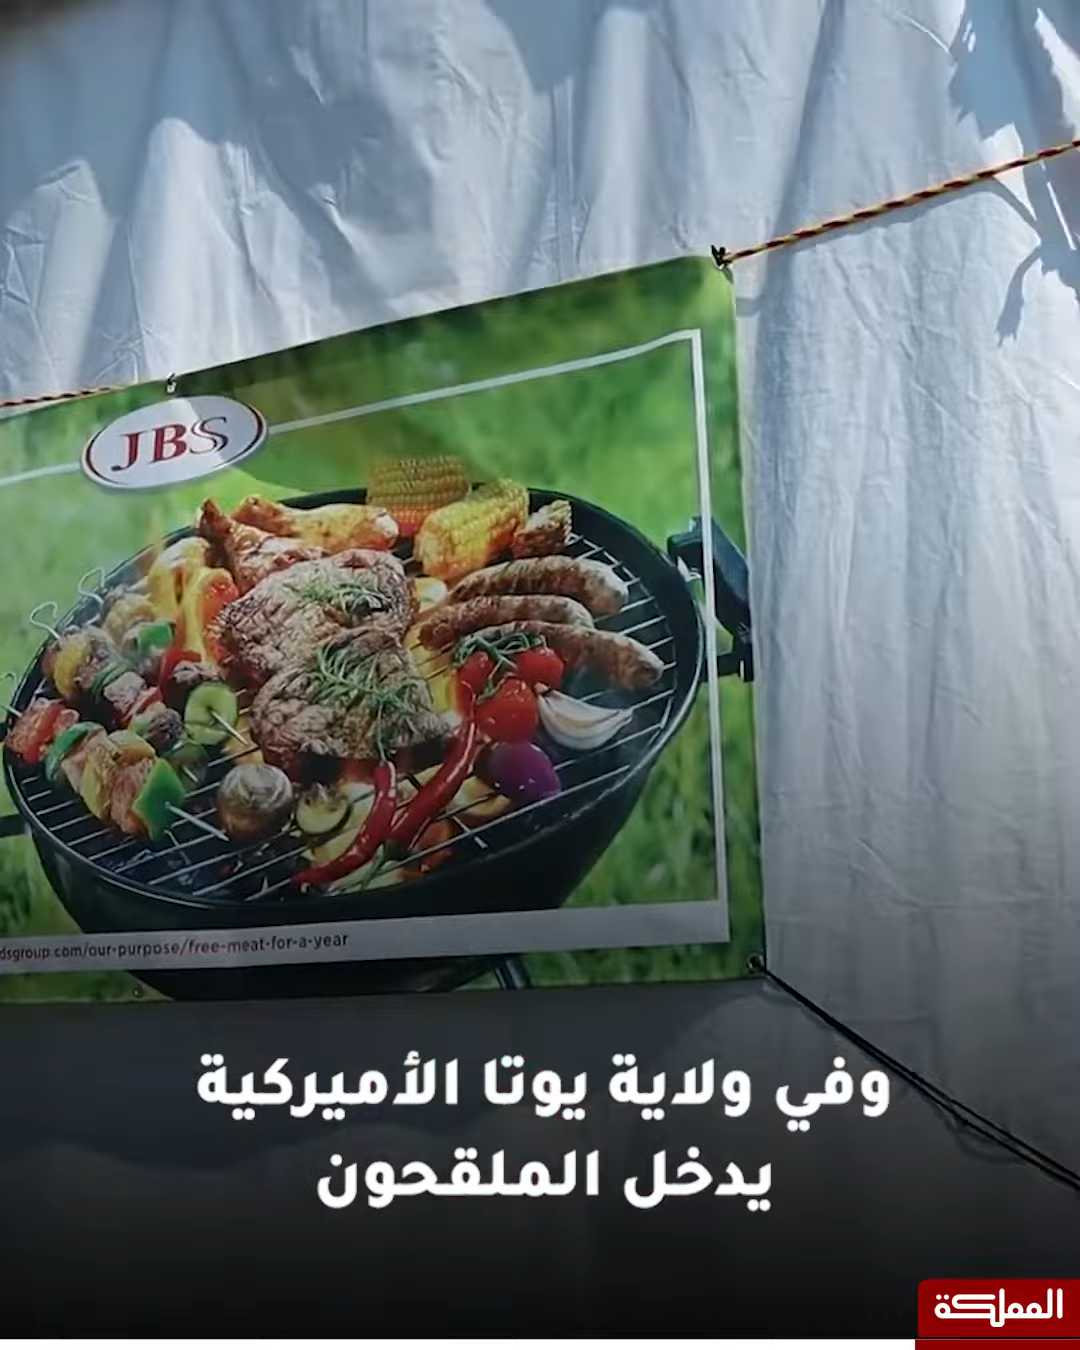 JBS
dsgroup.com/our-purpose/free-meat-for-a-year
وفي ولاية يوتا الأميركية
يدخل الملقحون
المملكة